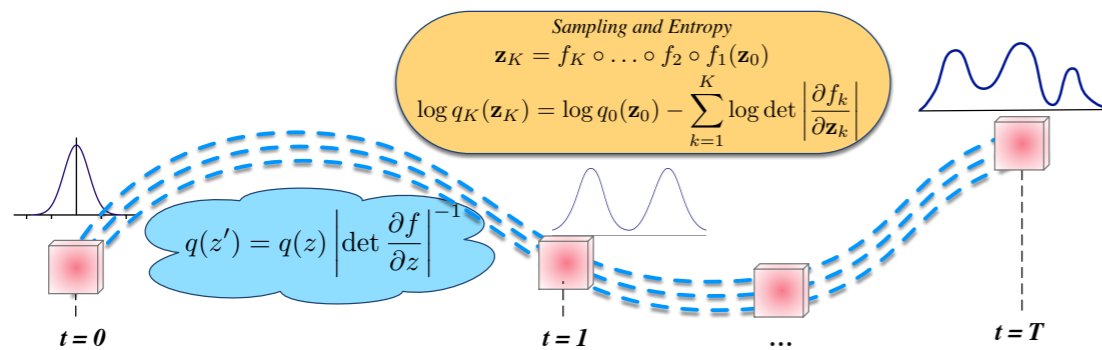 Sampling and Entropy
𝐳_K = f_K ∘ … ∘ f_2 ∘ f_1(𝐳_0)
log q_K(𝐳_K) = log q_0(𝐳_0) − ∑_{k=1}^{K} log det |∂f_k/∂𝐳_k|
q(z′) = q(z) |det ∂f/∂z|^{−1}
t = 0
t = 1
...
t = T